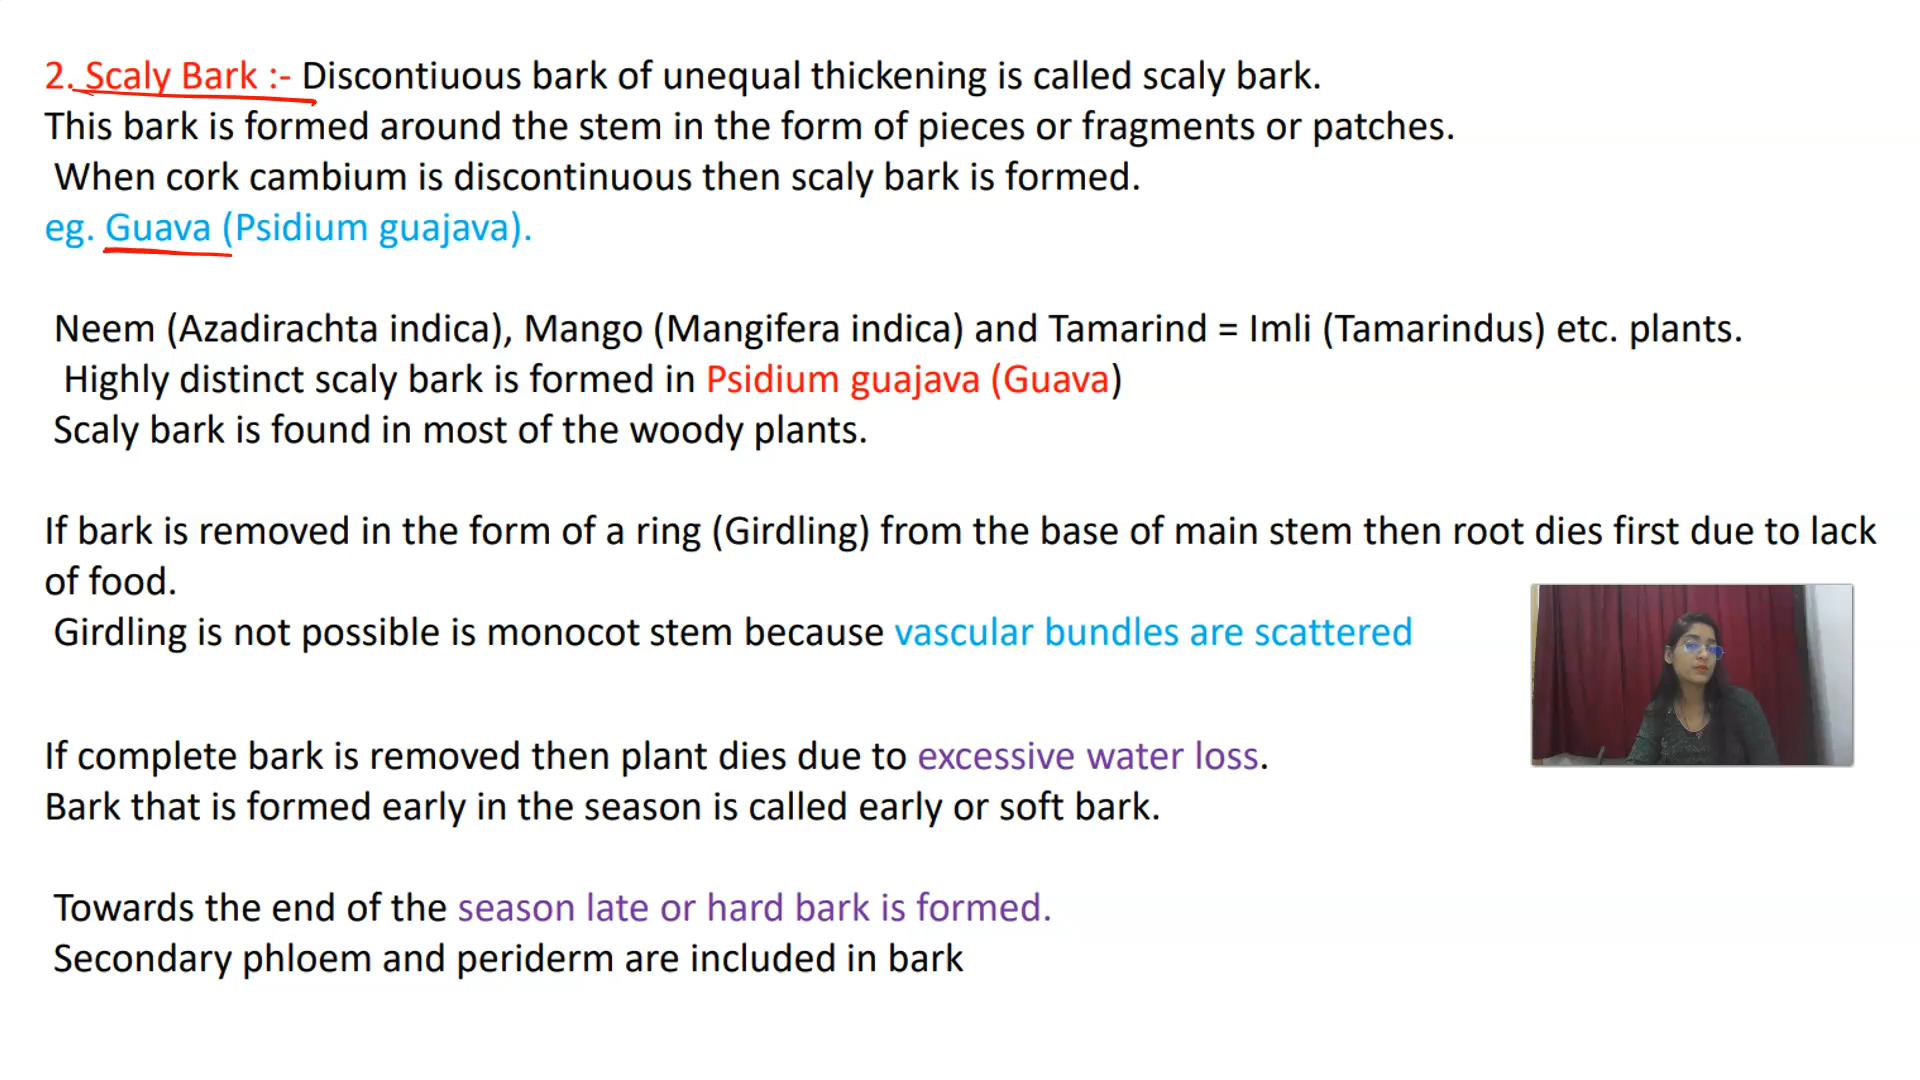 2. Scaly Bark :- Discontiuous bark of unequal thickening is called scaly bark.
This bark is formed around the stem in the form of pieces or fragments or patches.
When cork cambium is discontinuous then scaly bark is formed.
eg. Guava (Psidium guajava).
Neem (Azadirachta indica), Mango (Mangifera indica) and Tamarind = Imli (Tamarindus) etc. plants.
Highly distinct scaly bark is formed in Psidium guajava (Guava)
Scaly bark is found in most of the woody plants.
If bark is removed in the form of a ring (Girdling) from the base of main stem then root dies first due to lack
of food.
Girdling is not possible is monocot stem because vascular bundles are scattered
If complete bark is removed then plant dies due to excessive water loss.
Bark that is formed early in the season is called early or soft bark.
Towards the end of the season late or hard bark is formed.
Secondary phloem and periderm are included in bark